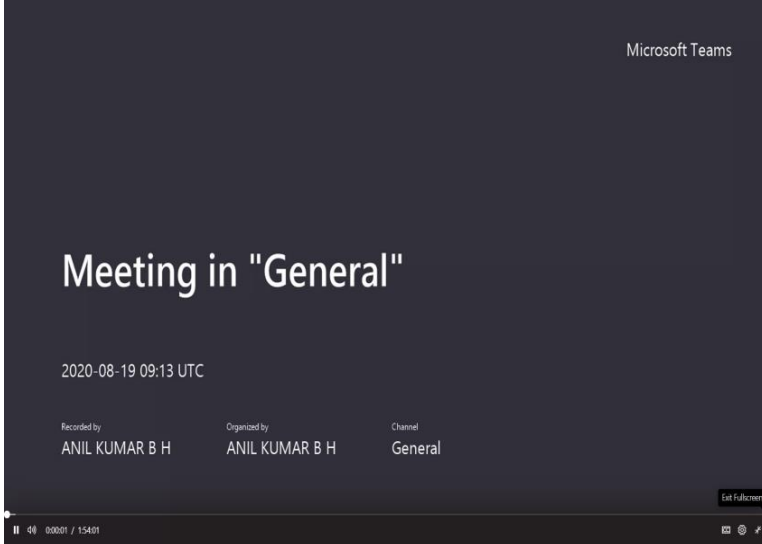 Microsoft Teams
Meeting in "General"
2020-08-19 09:13 UTC
Recorded by Organized by Channel
ANIL KUMAR B H ANIL KUMAR B H General
Exit Fullscreen
0:00:01 / 1:54:01